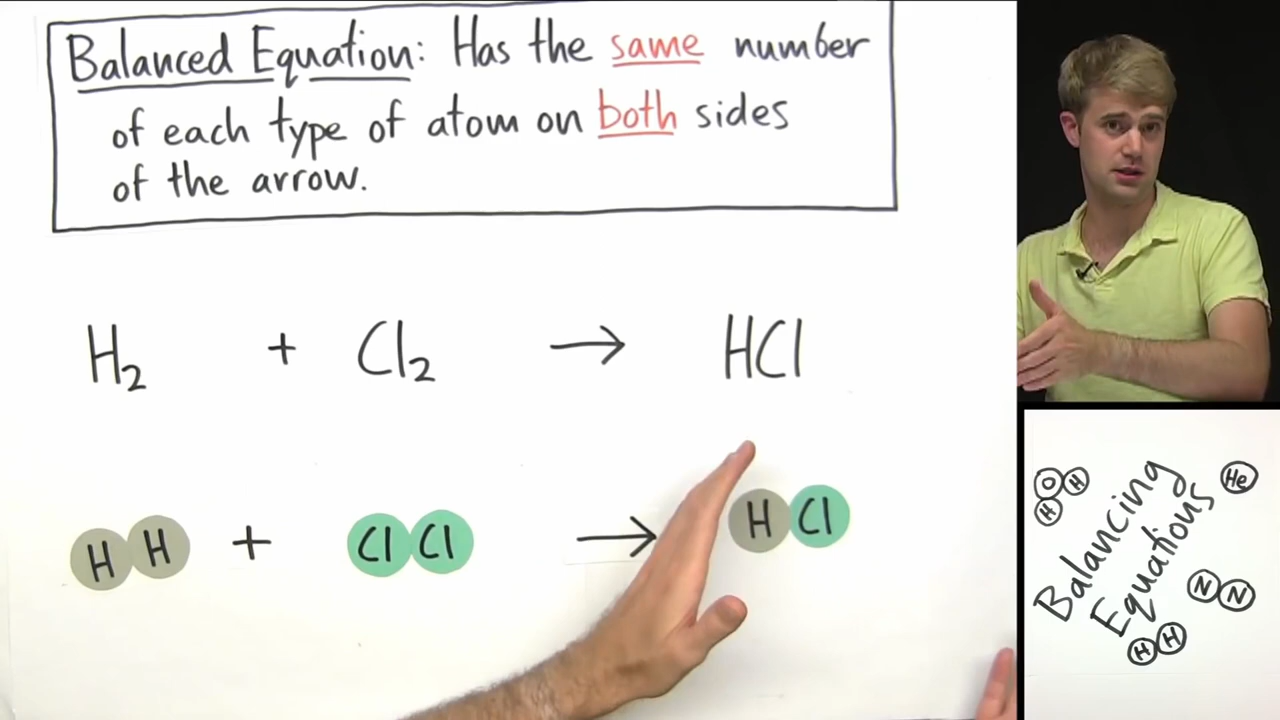 Balanced Equation: Has the same number
of each type of atom on both sides
of the arrow.
H₂ + Cl₂ → HCl
H H + Cl Cl → H Cl
O H
H
He
Balancing
Equations
N N
H H